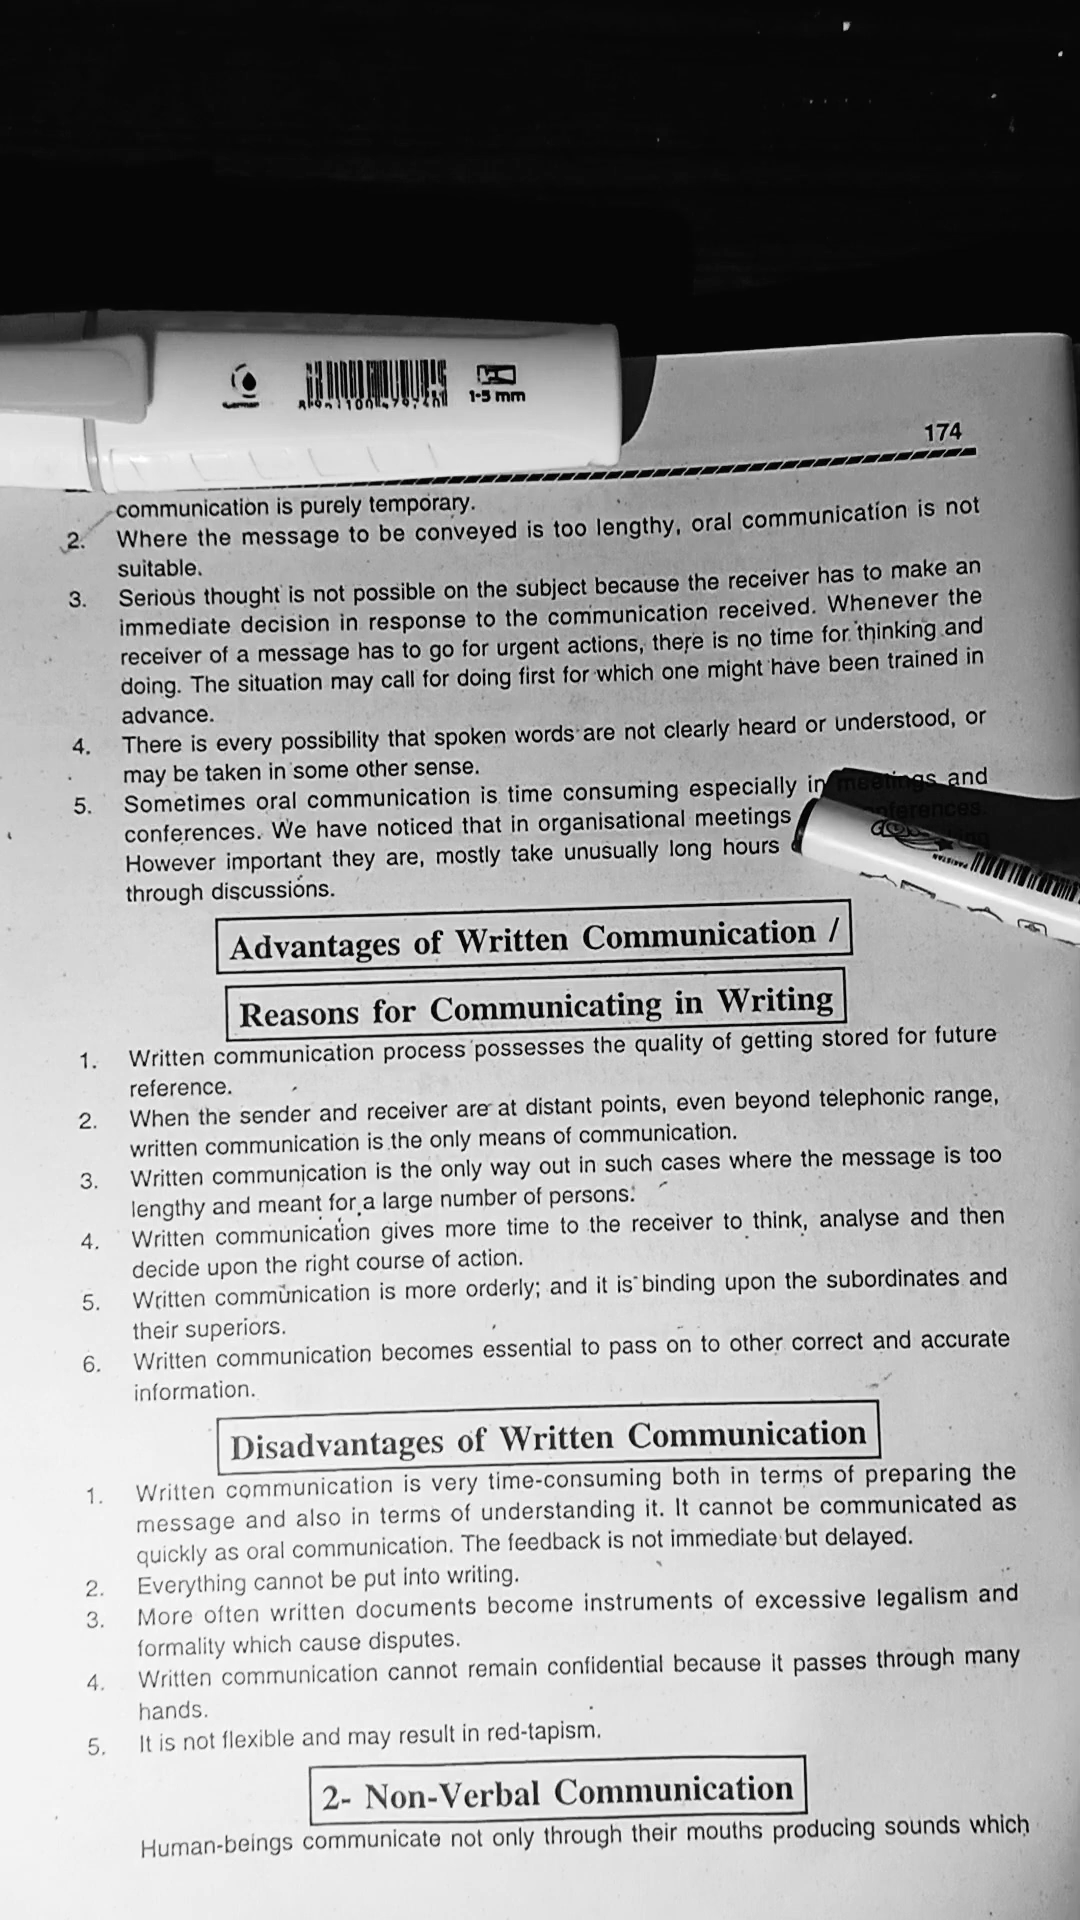 1-5 mm
174
communication is purely temporary.
2. Where the message to be conveyed is too lengthy, oral communication is not
suitable.
3. Serious thought is not possible on the subject because the receiver has to make an
immediate decision in response to the communication received. Whenever the
receiver of a message has to go for urgent actions, there is no time for thinking and
doing. The situation may call for doing first for which one might have been trained in
advance.
4. There is every possibility that spoken words are not clearly heard or understood, or
may be taken in some other sense.
5. Sometimes oral communication is time consuming especially in meetings and
conferences. We have noticed that in organisational meetings conferences.
However important they are, mostly take unusually long hours
through discussions.
PAKISTAN
Advantages of Written Communication /
Reasons for Communicating in Writing
1. Written communication process possesses the quality of getting stored for future
reference.
2. When the sender and receiver are at distant points, even beyond telephonic range,
written communication is the only means of communication.
3. Written communication is the only way out in such cases where the message is too
lengthy and meant for a large number of persons.
4. Written communication gives more time to the receiver to think, analyse and then
decide upon the right course of action.
5. Written communication is more orderly; and it is binding upon the subordinates and
their superiors.
6. Written communication becomes essential to pass on to other correct and accurate
information.
Disadvantages of Written Communication
1. Written communication is very time-consuming both in terms of preparing the
message and also in terms of understanding it. It cannot be communicated as
quickly as oral communication. The feedback is not immediate but delayed.
2. Everything cannot be put into writing.
3. More often written documents become instruments of excessive legalism and
formality which cause disputes.
4. Written communication cannot remain confidential because it passes through many
hands.
5. It is not flexible and may result in red-tapism.
2- Non-Verbal Communication
Human-beings communicate not only through their mouths producing sounds which